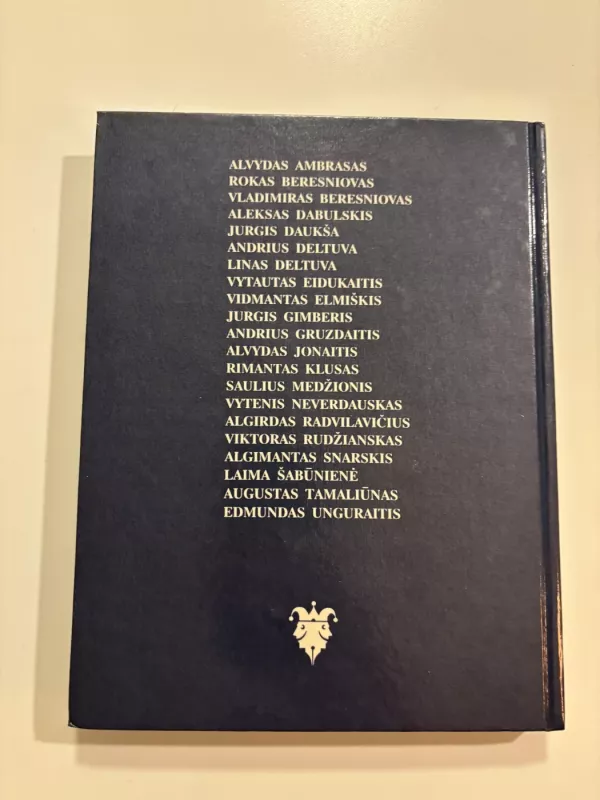 ALVYDAS AMBRASAS
ROKAS BERESNIOVAS
VLADIMIRAS BERESNIOVAS
ALEKSAS DABULSKIS
JURGIS DAUKŠA
ANDRIUS DELTUVA
LINAS DELTUVA
VYTAUTAS EIDUKAITIS
VIDMANTAS ELMIŠKIS
JURGIS GIMBERIS
ANDRIUS GRUZDAITIS
ALVYDAS JONAITIS
RIMANTAS KLUSAS
SAULIUS MEDŽIONIS
VYTENIS NEVERDAUSKAS
ALGIRDAS RADVILAVIČIUS
VIKTORAS RUDŽIANSKAS
ALGIMANTAS SNARSKIS
LAIMA ŠABŪNIENĖ
AUGUSTAS TAMALIŪNAS
EDMUNDAS UNGURAITIS